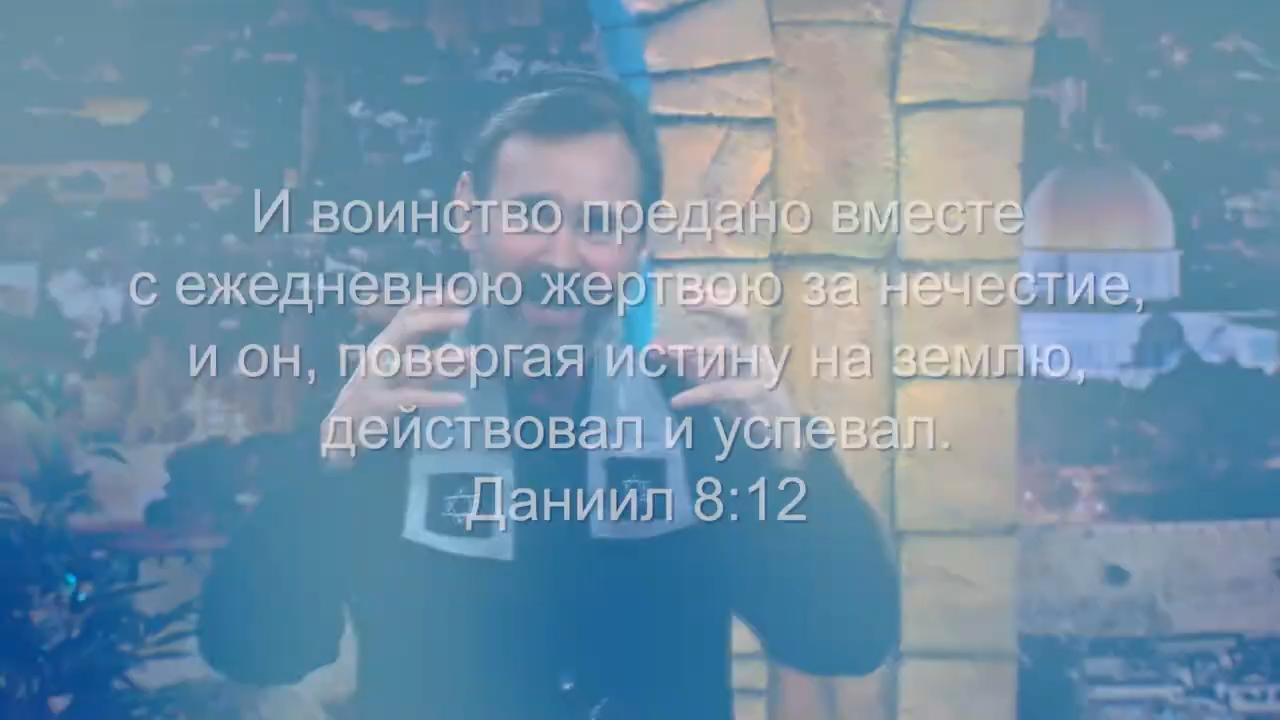 И воинство предано вместе
с ежедневною жертвою за нечестие,
и он, повергая истину на землю,
действовал и успевал.
Даниил 8:12